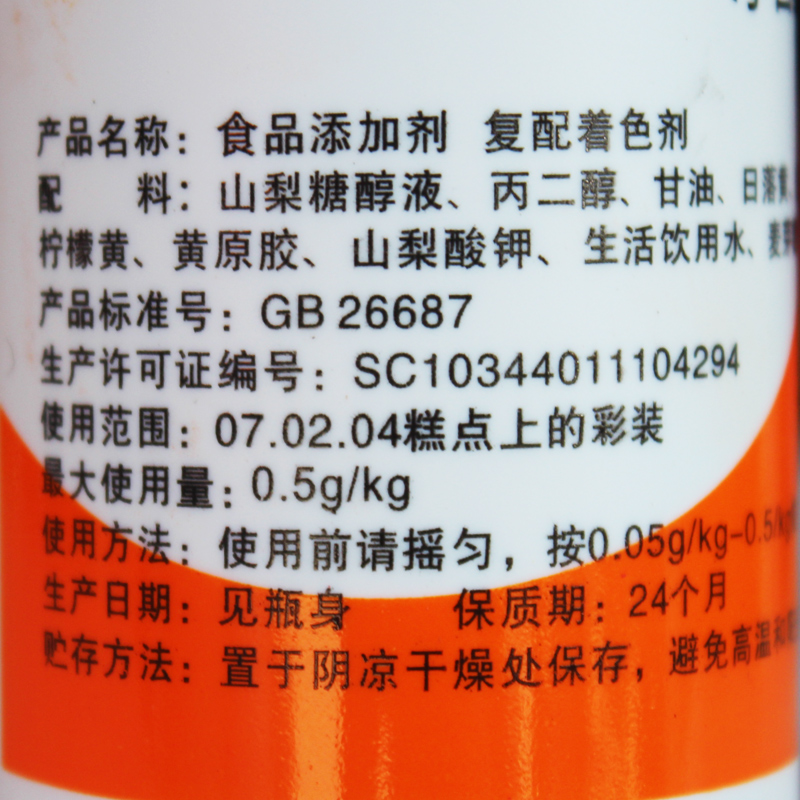 产品名称：食品添加剂 复配着色剂
配 料：山梨糖醇液、丙二醇、甘油、日落黄、
柠檬黄、黄原胶、山梨酸钾、生活饮用水、麦芽
产品标准号：GB 26687
生产许可证编号：SC10344011104294
使用范围：07.02.04糕点上的彩装
最大使用量：0.5g/kg
使用方法：使用前请摇匀，按0.05g/kg-0.5/kg
生产日期：见瓶身 保质期：24个月
贮存方法：置于阴凉干燥处保存，避免高温和